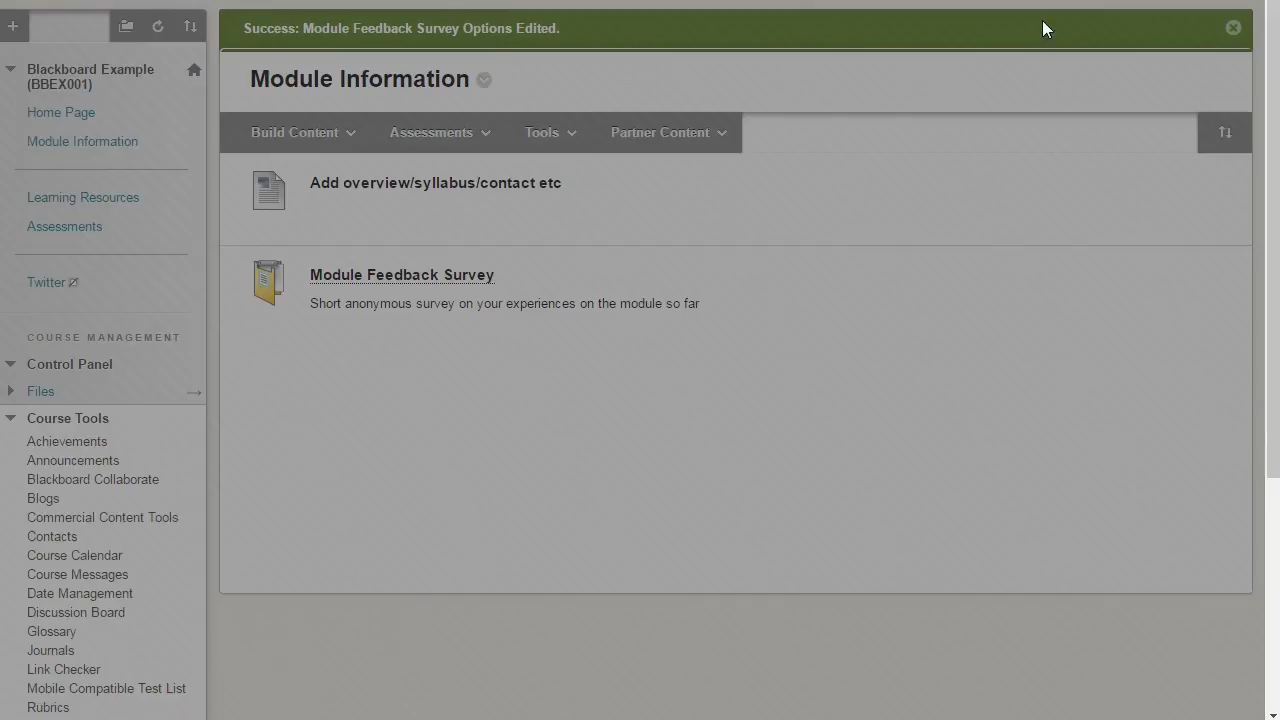 Success: Module Feedback Survey Options Edited.
Blackboard Example
(BBEX001)
Home Page
Module Information
Learning Resources
Assessments
Twitter
COURSE MANAGEMENT
Control Panel
Files
Course Tools
Achievements
Announcements
Blackboard Collaborate
Blogs
Commercial Content Tools
Contacts
Course Calendar
Course Messages
Date Management
Discussion Board
Glossary
Journals
Link Checker
Mobile Compatible Test List
Rubrics
Module Information
Build Content Assessments Tools Partner Content
Add overview/syllabus/contact etc
Module Feedback Survey
Short anonymous survey on your experiences on the module so far